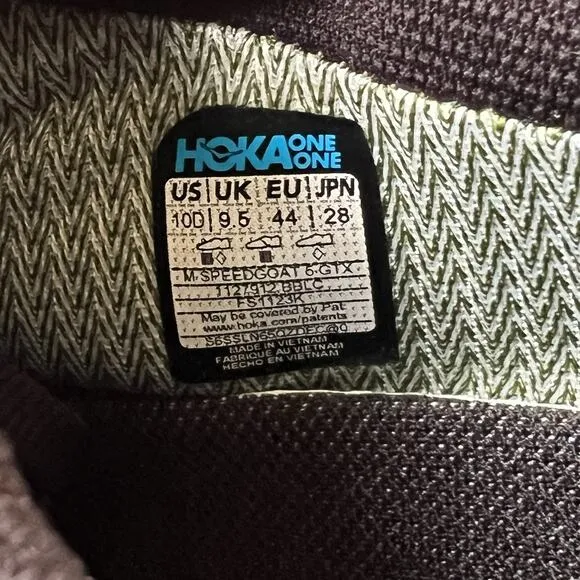 HOKA ONE ONE
US | UK | EU | JPN
10D | 9.5 | 44 | 28
M SPEEDGOAT 6 GTX
1127912 BBLC
FS1123K
May be covered by Pat.
www.hoka.com/patents
MADE IN VIETNAM
FABRIQUE AU VIETNAM
HECHO EN VIETNAM